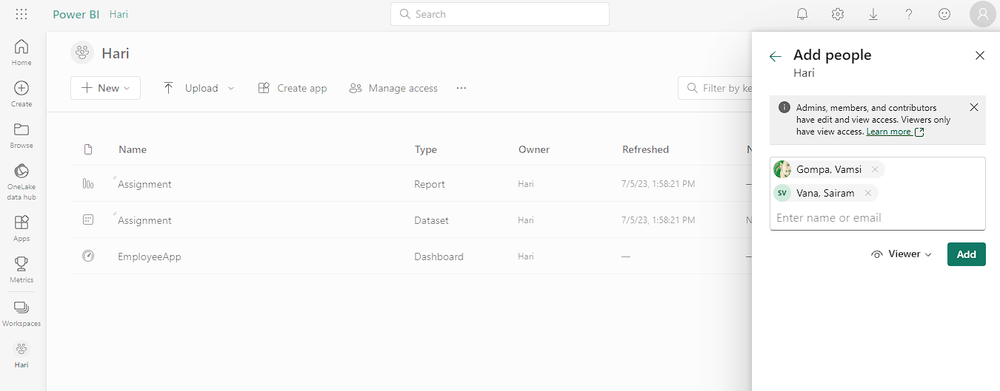 Power BI Hari
Search
Home
Create
Browse
OneLake
data hub
Apps
Metrics
Workspaces
Hari
Hari
New
Upload
Create app
Manage access
Filter by ke
Name Type Owner Refreshed N
Assignment Report Hari 7/5/23, 1:58:21 PM —
Assignment Dataset Hari 7/5/23, 1:58:21 PM N
EmployeeApp Dashboard Hari — —
Add people
Hari
Admins, members, and contributors
have edit and view access. Viewers only
have view access. Learn more
Gompa, Vamsi
SV Vana, Sairam
Enter name or email
Viewer
Add